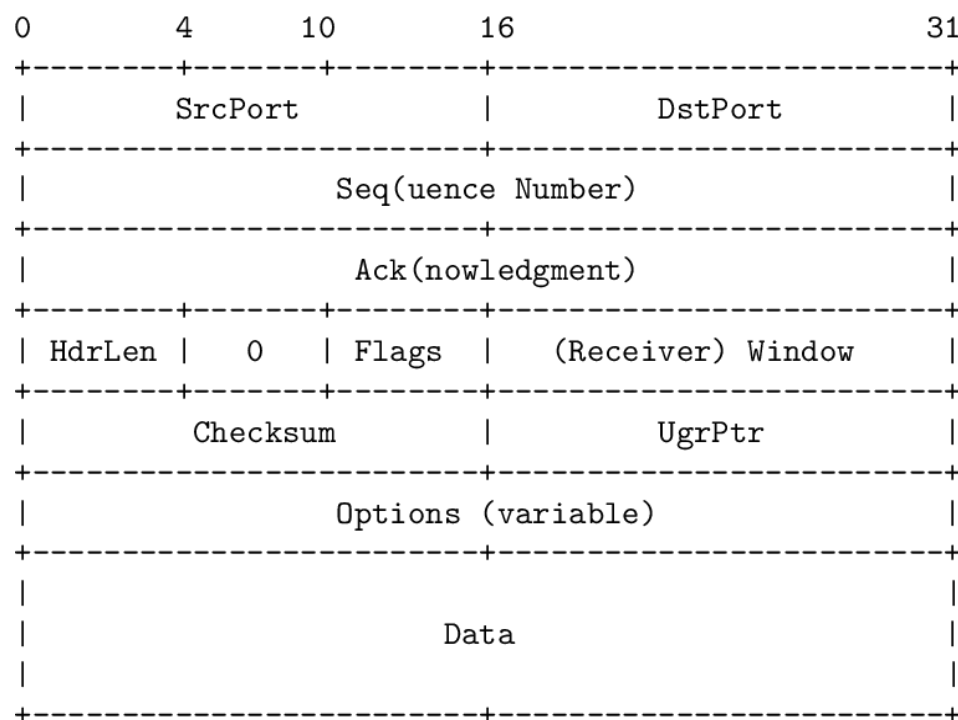 0 4 10 16 31
+--------+-------+--------+------------------------+
| SrcPort | DstPort |
+-------------------------+------------------------+
| Seq(uence Number) |
+-------------------------+------------------------+
| Ack(nowledgment) |
+--------+-------+--------+------------------------+
| HdrLen | 0 | Flags | (Receiver) Window |
+--------+-------+--------+------------------------+
| Checksum | UgrPtr |
+-------------------------+------------------------+
| Options (variable) |
+-------------------------+------------------------+
| |
| Data |
| |
+-------------------------+------------------------+